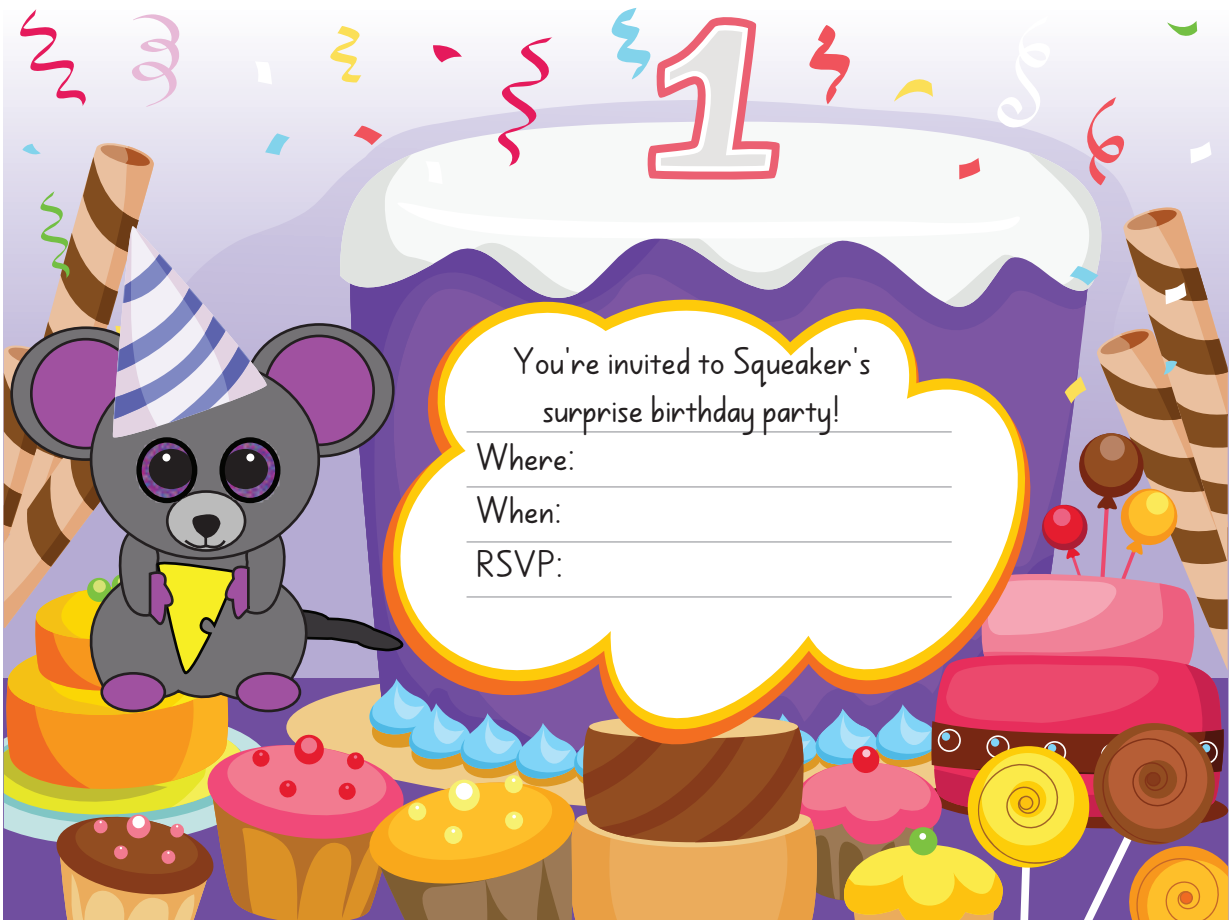 1
You're invited to Squeaker's
surprise birthday party!
Where:
When:
RSVP: